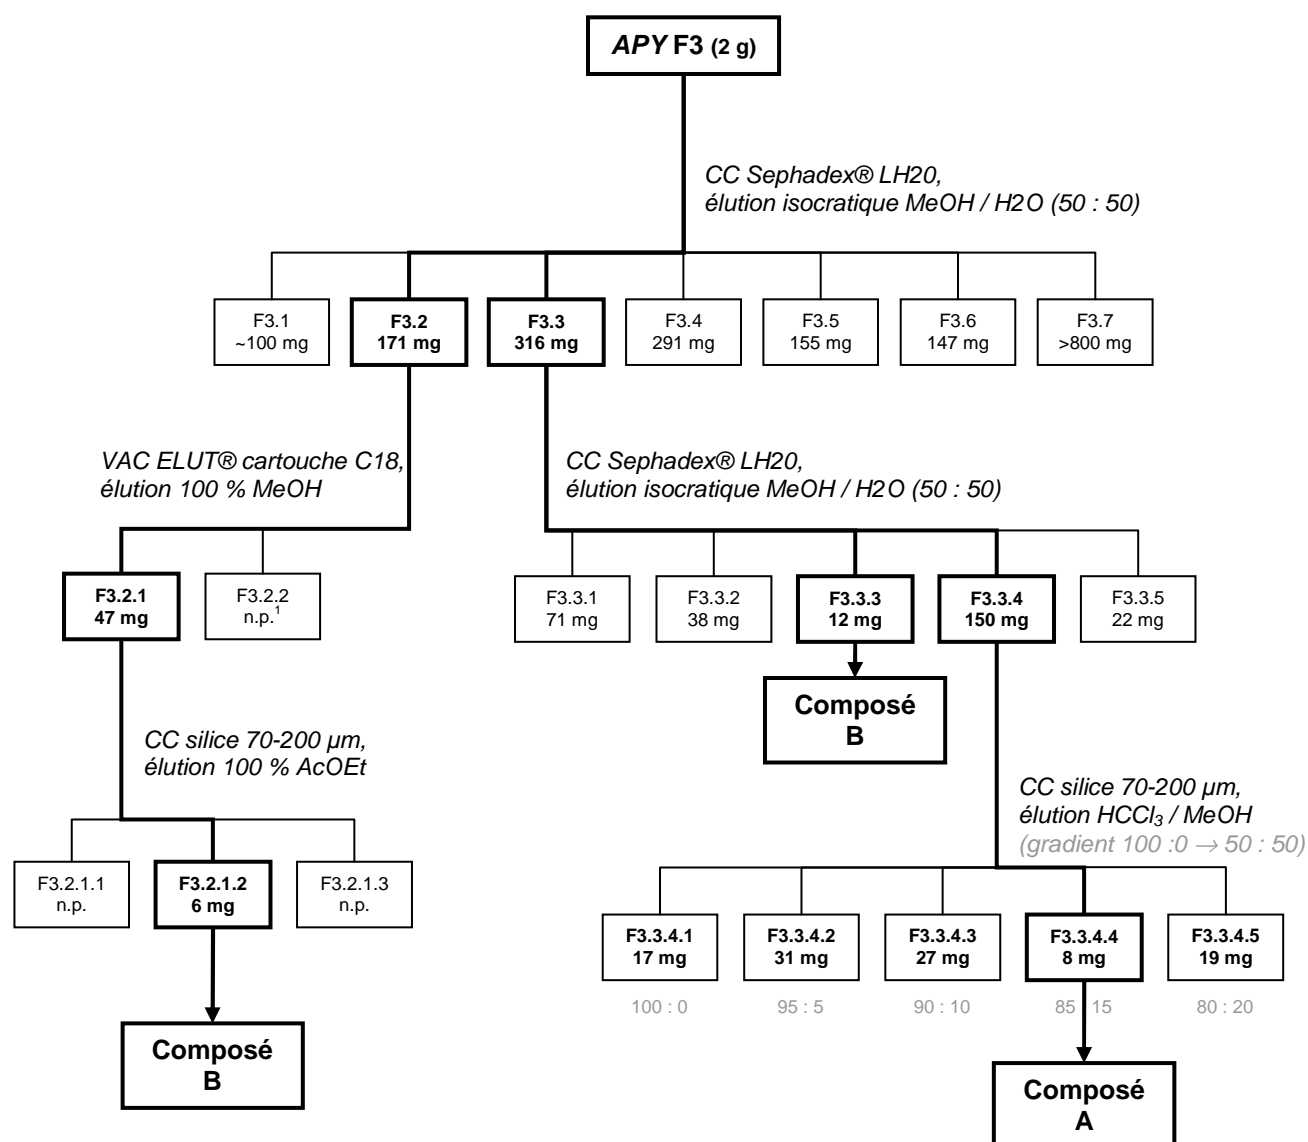 APY F3 (2 g)
CC Sephadex® LH20,
élution isocratique MeOH / H2O (50 : 50)
F3.1
~100 mg
F3.2
171 mg
F3.3
316 mg
F3.4
291 mg
F3.5
155 mg
F3.6
147 mg
F3.7
>800 mg
VAC ELUT® cartouche C18,
élution 100 % MeOH
CC Sephadex® LH20,
élution isocratique MeOH / H2O (50 : 50)
F3.2.1
47 mg
F3.2.2
n.p.¹
F3.3.1
71 mg
F3.3.2
38 mg
F3.3.3
12 mg
F3.3.4
150 mg
F3.3.5
22 mg
Composé
B
CC silice 70-200 µm,
élution 100 % AcOEt
CC silice 70-200 µm,
élution HCCl₃ / MeOH
(gradient 100 :0 → 50 : 50)
F3.2.1.1
n.p.
F3.2.1.2
6 mg
F3.2.1.3
n.p.
F3.3.4.1
17 mg
F3.3.4.2
31 mg
F3.3.4.3
27 mg
F3.3.4.4
8 mg
F3.3.4.5
19 mg
100 : 0
95 : 5
90 : 10
85 : 15
80 : 20
Composé
B
Composé
A